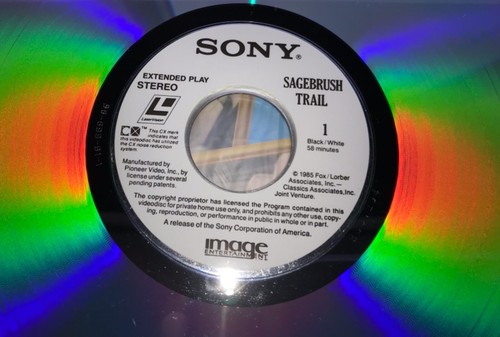 SONY®
EXTENDED PLAY
STEREO
SAGEBRUSH
TRAIL
LASERVISION
1
Black/White
58 minutes
CX™ This CX mark
indicates that
this videodisc utilizes
the CX noise reduction
system.
Manufactured by
Pioneer Video, Inc., by
license under several
pending patents.
© 1985 Fox / Lorber
Associates, Inc. —
Classics Associates, Inc.
Joint Venture.
The copyright proprietor has licensed the Program contained in this
videodisc for private home use only, and prohibits any other use, copy-
ing, reproduction, or performance in public in whole or in part.
A release of the Sony Corporation of America.
image
ENTERTAINMENT